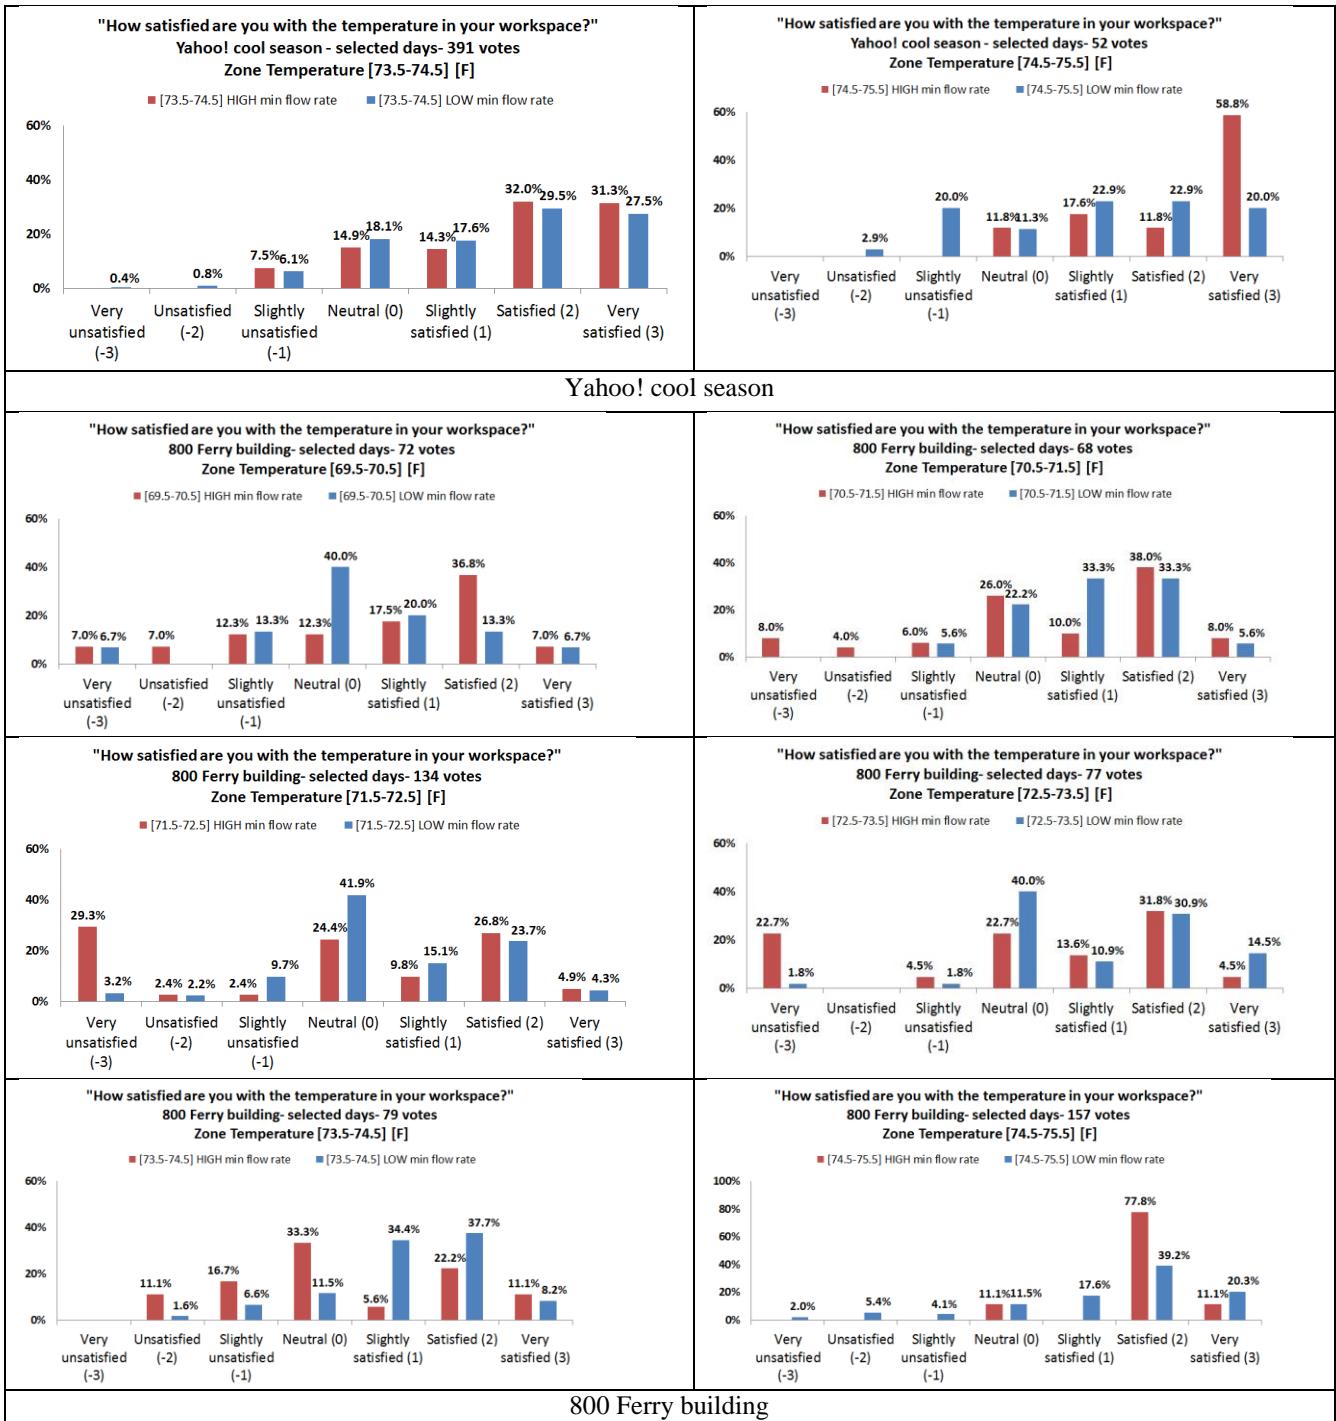 "How satisfied are you with the temperature in your workspace?"
Yahoo! cool season - selected days- 391 votes
Zone Temperature [73.5-74.5] [F]
[73.5-74.5] HIGH min flow rate [73.5-74.5] LOW min flow rate
60%
40%
20%
0%
0.4%
0.8%
7.5% 6.1%
14.9% 18.1%
14.3% 17.6%
32.0% 29.5%
31.3% 27.5%
Very unsatisfied (-3)
Unsatisfied (-2)
Slightly unsatisfied (-1)
Neutral (0)
Slightly satisfied (1)
Satisfied (2)
Very satisfied (3)
"How satisfied are you with the temperature in your workspace?"
Yahoo! cool season - selected days- 52 votes
Zone Temperature [74.5-75.5] [F]
[74.5-75.5] HIGH min flow rate [74.5-75.5] LOW min flow rate
60%
40%
20%
0%
2.9%
20.0%
11.8% 11.3%
17.6% 22.9%
11.8% 22.9%
58.8% 20.0%
Very unsatisfied (-3)
Unsatisfied (-2)
Slightly unsatisfied (-1)
Neutral (0)
Slightly satisfied (1)
Satisfied (2)
Very satisfied (3)
Yahoo! cool season
"How satisfied are you with the temperature in your workspace?"
800 Ferry building- selected days- 72 votes
Zone Temperature [69.5-70.5] [F]
[69.5-70.5] HIGH min flow rate [69.5-70.5] LOW min flow rate
60%
40%
20%
0%
7.0% 6.7%
7.0%
12.3% 13.3%
12.3% 40.0%
17.5% 20.0%
36.8% 13.3%
7.0% 6.7%
Very unsatisfied (-3)
Unsatisfied (-2)
Slightly unsatisfied (-1)
Neutral (0)
Slightly satisfied (1)
Satisfied (2)
Very satisfied (3)
"How satisfied are you with the temperature in your workspace?"
800 Ferry building- selected days- 68 votes
Zone Temperature [70.5-71.5] [F]
[70.5-71.5] HIGH min flow rate [70.5-71.5] LOW min flow rate
60%
40%
20%
0%
8.0%
4.0%
6.0% 5.6%
26.0% 22.2%
10.0% 33.3%
38.0% 33.3%
8.0% 5.6%
Very unsatisfied (-3)
Unsatisfied (-2)
Slightly unsatisfied (-1)
Neutral (0)
Slightly satisfied (1)
Satisfied (2)
Very satisfied (3)
"How satisfied are you with the temperature in your workspace?"
800 Ferry building- selected days- 134 votes
Zone Temperature [71.5-72.5] [F]
[71.5-72.5] HIGH min flow rate [71.5-72.5] LOW min flow rate
60%
40%
20%
0%
29.3% 3.2%
2.4% 2.2%
2.4% 9.7%
24.4% 41.9%
9.8% 15.1%
26.8% 23.7%
4.9% 4.3%
Very unsatisfied (-3)
Unsatisfied (-2)
Slightly unsatisfied (-1)
Neutral (0)
Slightly satisfied (1)
Satisfied (2)
Very satisfied (3)
"How satisfied are you with the temperature in your workspace?"
800 Ferry building- selected days- 77 votes
Zone Temperature [72.5-73.5] [F]
[72.5-73.5] HIGH min flow rate [72.5-73.5] LOW min flow rate
60%
40%
20%
0%
22.7% 1.8%
4.5% 1.8%
22.7% 40.0%
13.6% 10.9%
31.8% 30.9%
4.5% 14.5%
Very unsatisfied (-3)
Unsatisfied (-2)
Slightly unsatisfied (-1)
Neutral (0)
Slightly satisfied (1)
Satisfied (2)
Very satisfied (3)
"How satisfied are you with the temperature in your workspace?"
800 Ferry building- selected days- 79 votes
Zone Temperature [73.5-74.5] [F]
[73.5-74.5] HIGH min flow rate [73.5-74.5] LOW min flow rate
60%
40%
20%
0%
11.1% 1.6%
16.7% 6.6%
33.3% 11.5%
5.6% 34.4%
22.2% 37.7%
11.1% 8.2%
Very unsatisfied (-3)
Unsatisfied (-2)
Slightly unsatisfied (-1)
Neutral (0)
Slightly satisfied (1)
Satisfied (2)
Very satisfied (3)
"How satisfied are you with the temperature in your workspace?"
800 Ferry building- selected days- 157 votes
Zone Temperature [74.5-75.5] [F]
[74.5-75.5] HIGH min flow rate [74.5-75.5] LOW min flow rate
100%
80%
60%
40%
20%
0%
2.0%
5.4%
4.1%
11.1% 11.5%
17.6%
77.8% 39.2%
11.1% 20.3%
Very unsatisfied (-3)
Unsatisfied (-2)
Slightly unsatisfied (-1)
Neutral (0)
Slightly satisfied (1)
Satisfied (2)
Very satisfied (3)
800 Ferry building